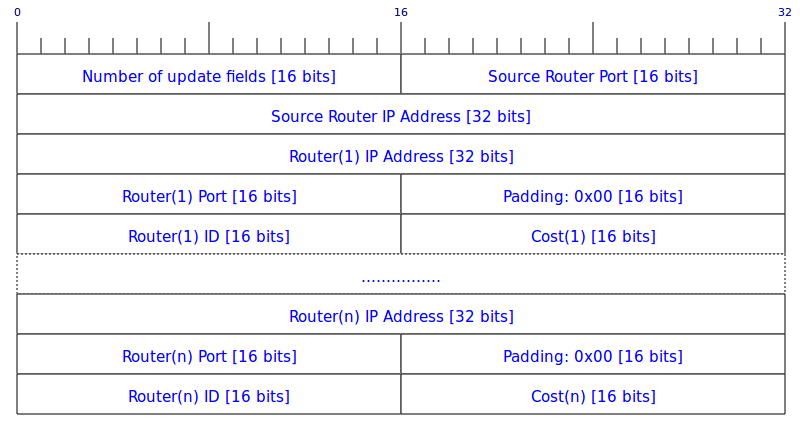 0 16 32
Number of update fields [16 bits] Source Router Port [16 bits]
Source Router IP Address [32 bits]
Router(1) IP Address [32 bits]
Router(1) Port [16 bits] Padding: 0x00 [16 bits]
Router(1) ID [16 bits] Cost(1) [16 bits]
................
Router(n) IP Address [32 bits]
Router(n) Port [16 bits] Padding: 0x00 [16 bits]
Router(n) ID [16 bits] Cost(n) [16 bits]